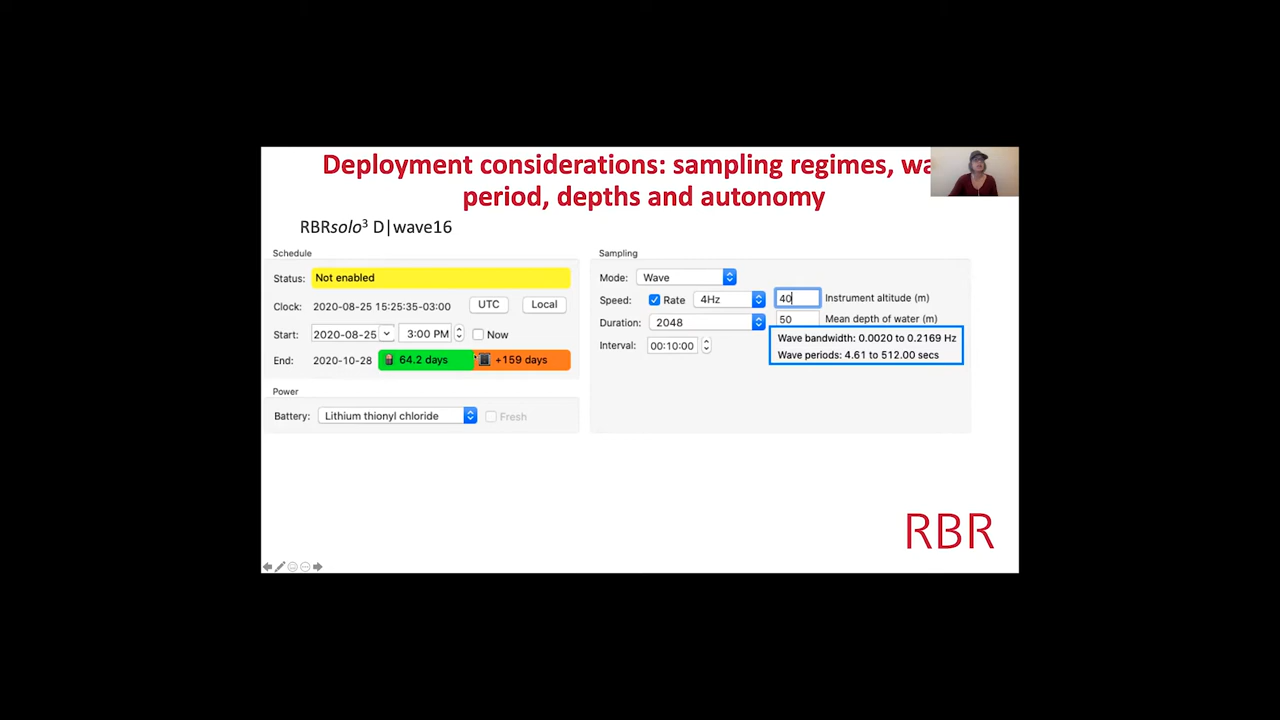 Deployment considerations: sampling regimes, wa
period, depths and autonomy
RBRsolo³ D|wave16
Schedule
Status: Not enabled
Clock: 2020-08-25 15:25:35-03:00 UTC Local
Start: 2020-08-25 3:00 PM Now
End: 2020-10-28 64.2 days +159 days
Power
Battery: Lithium thionyl chloride Fresh
Sampling
Mode: Wave
Speed: Rate 4Hz 40 Instrument altitude (m)
Duration: 2048 50 Mean depth of water (m)
Interval: 00:10:00
Wave bandwidth: 0.0020 to 0.2169 Hz
Wave periods: 4.61 to 512.00 secs
RBR